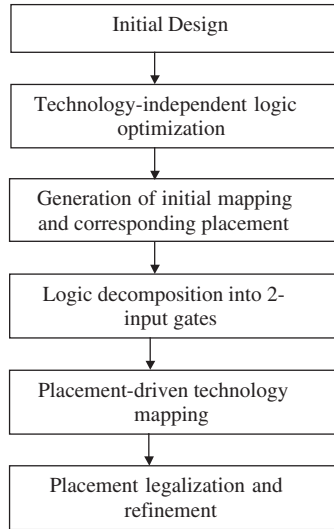 Initial Design
Technology-independent logic
optimization
Generation of initial mapping
and corresponding placement
Logic decomposition into 2-
input gates
Placement-driven technology
mapping
Placement legalization and
refinement